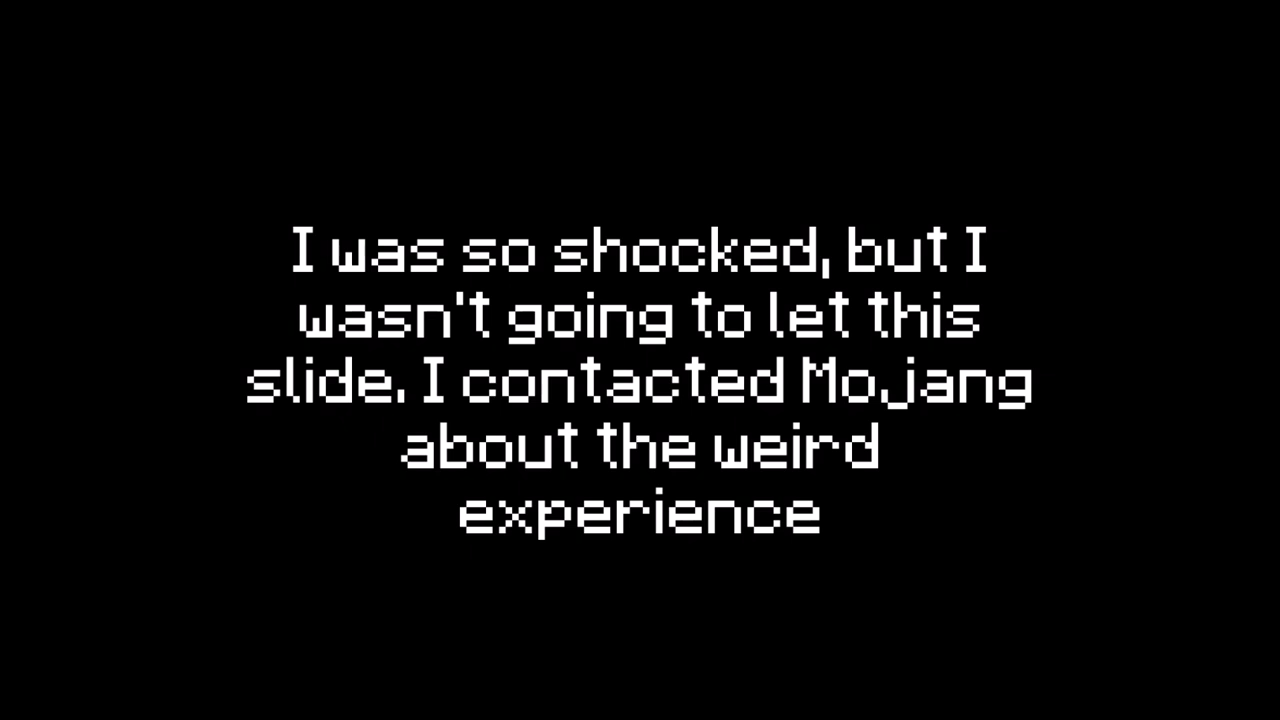 I was so shocked, but I
wasn't going to let this
slide. I contacted Mojang
about the weird
experience